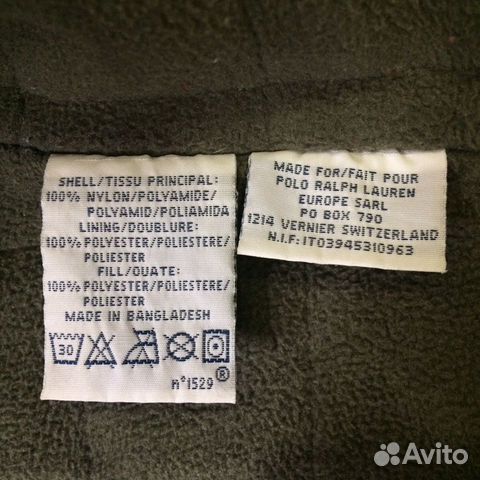 SHELL/TISSU PRINCIPAL:
100% NYLON/POLYAMIDE/
POLYAMID/POLIAMIDA
LINING/DOUBLURE:
100% POLYESTER/POLIESTERE/
POLIESTER
FILL/OUATE:
100% POLYESTER/POLIESTERE/
POLIESTER
MADE IN BANGLADESH
30
n°1529 ®
MADE FOR/FAIT POUR
POLO RALPH LAUREN
EUROPE SARL
PO BOX 790
1214 VERNIER SWITZERLAND
N.I.F: IT03945310963
Avito